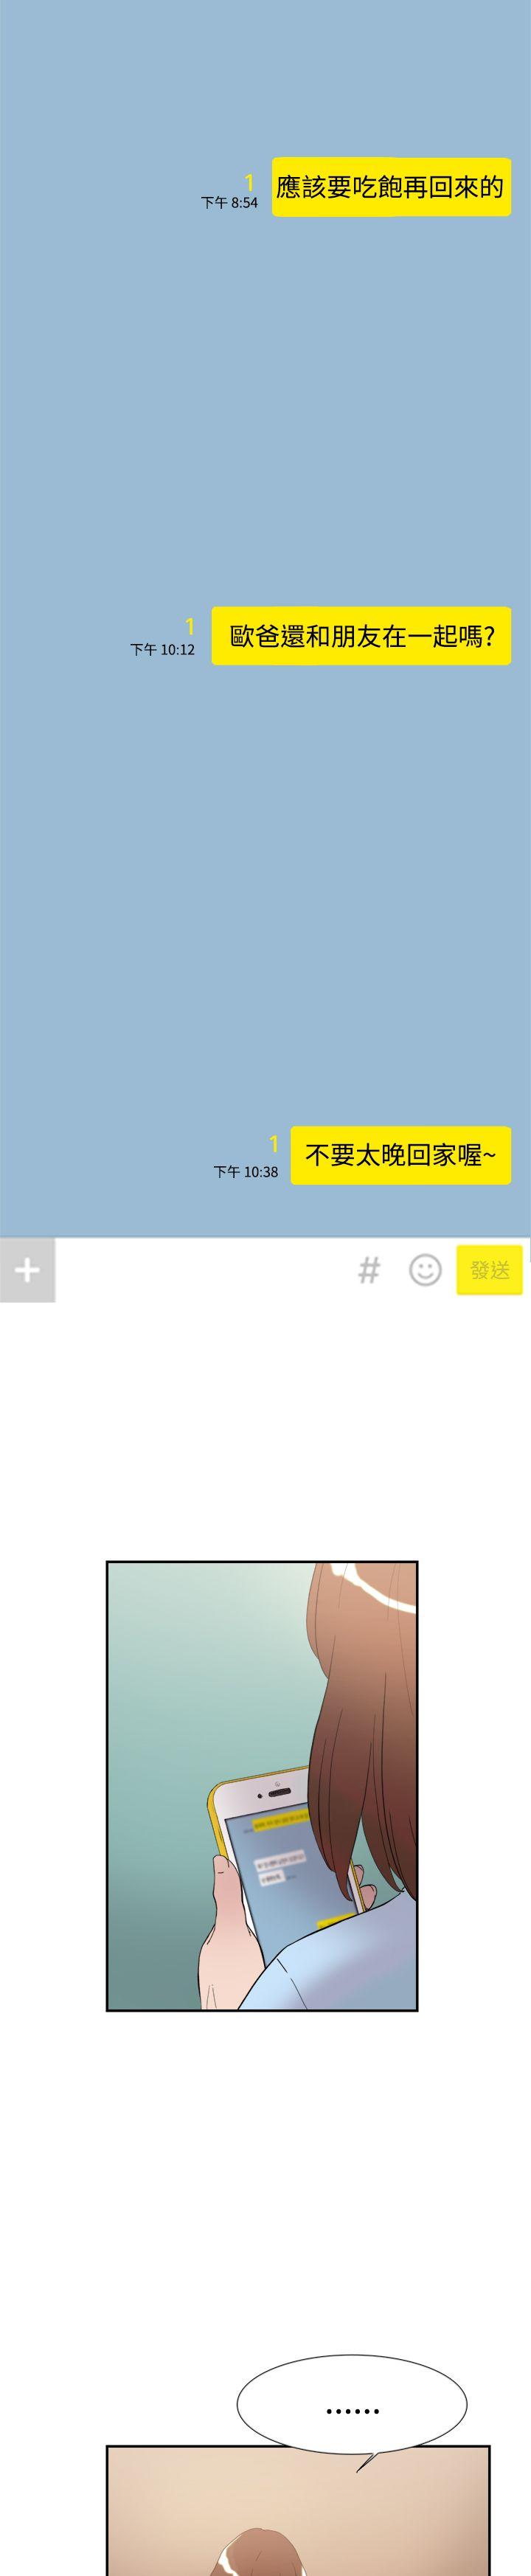 應該要吃飽再回來的
1
下午 8:54
歐爸還和朋友在一起嗎?
1
下午 10:12
不要太晚回家喔~
1
下午 10:38
+ # 發送
......